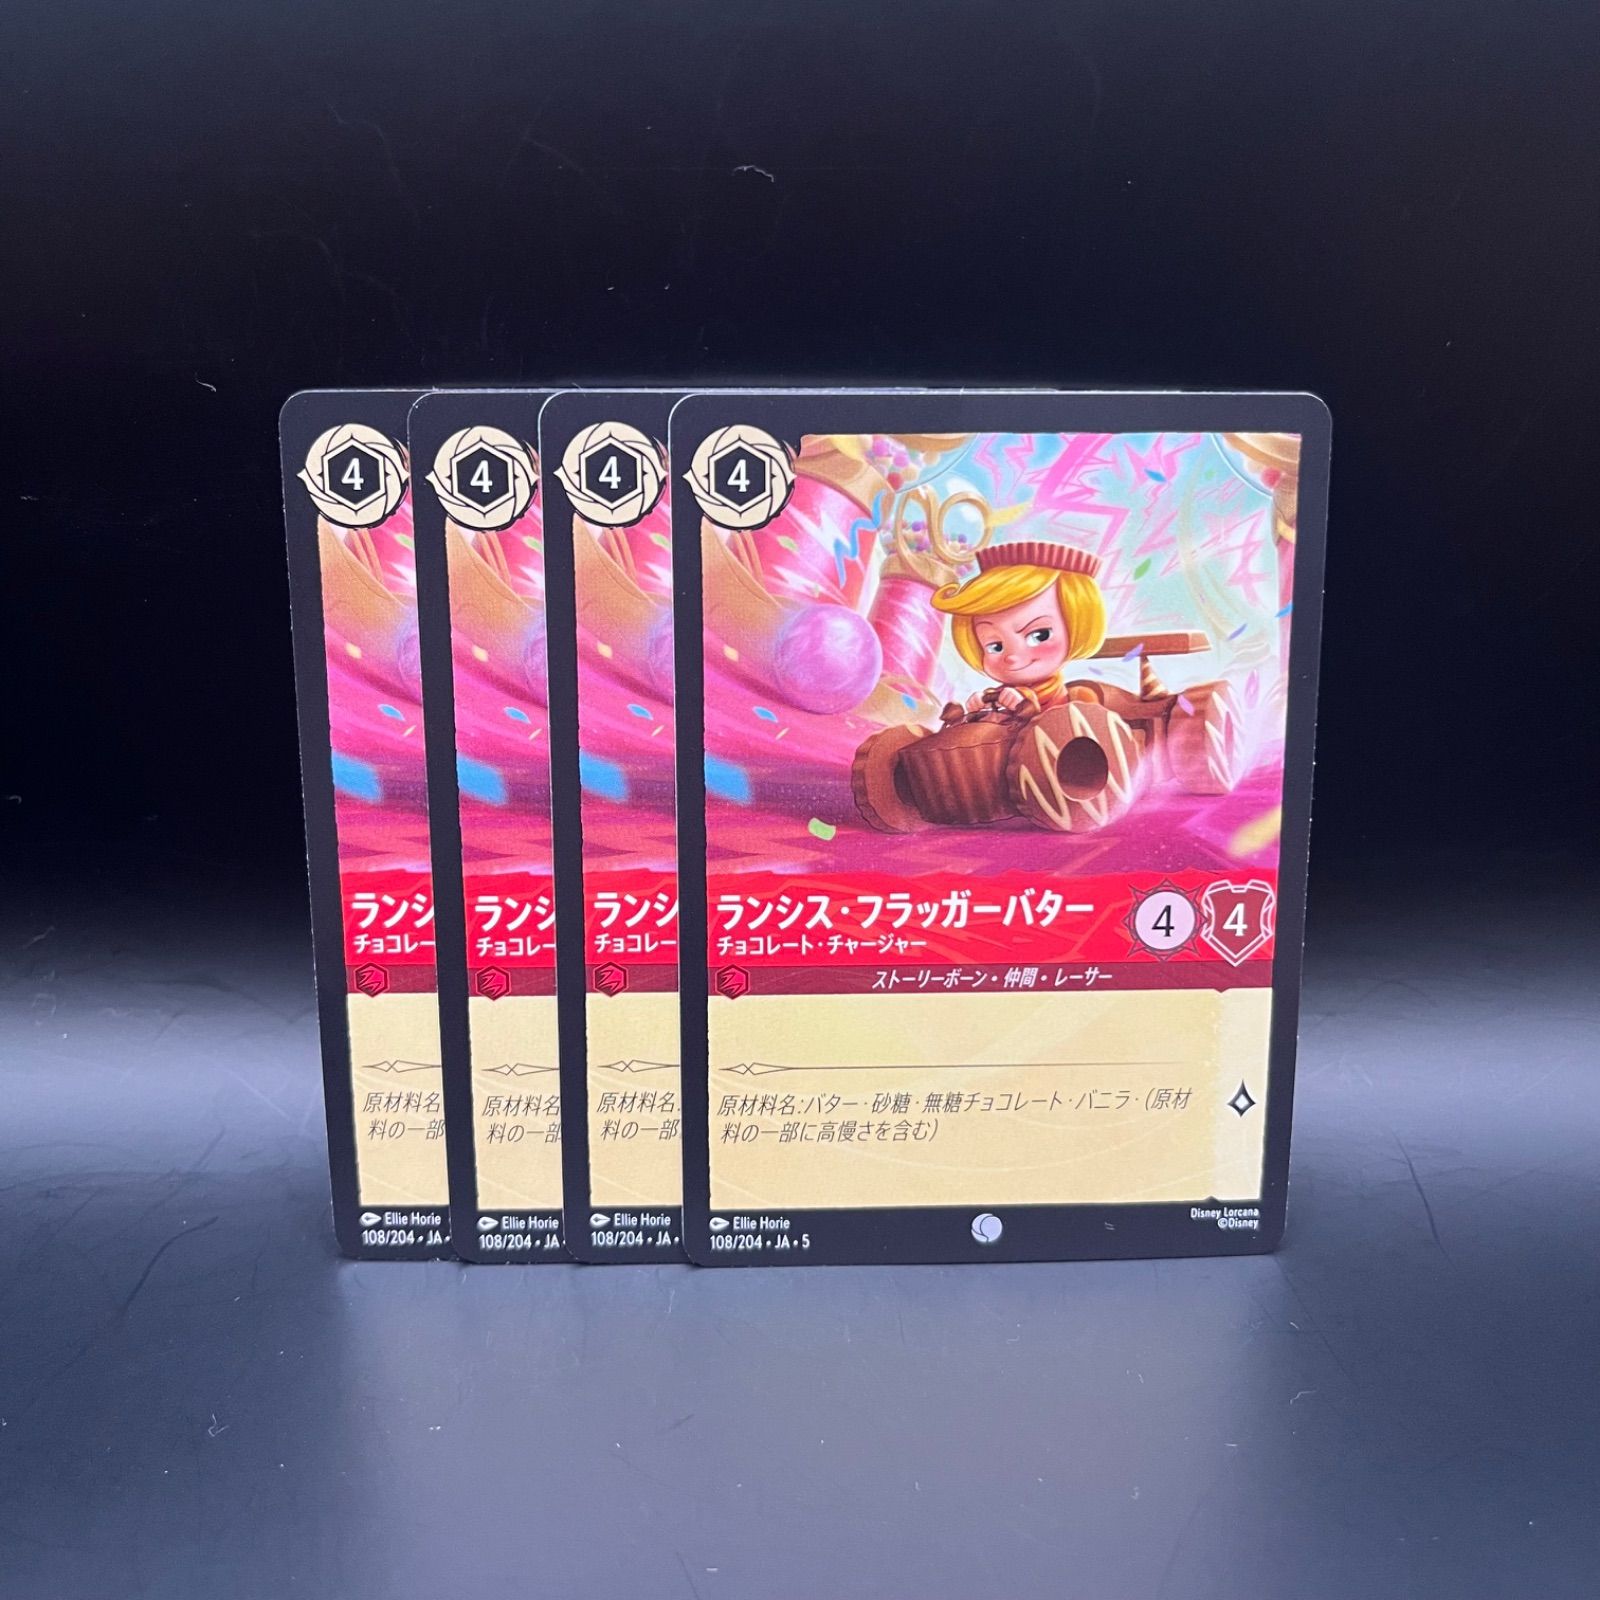 4
4
4
4
ランシ
チョコレー
ランシ
チョコレー
ランシ
チョコレー
ランシス・フラッガーバター
チョコレート・チャージャー
4
4
ストーリーボーン・仲間・レーサー
原材料名
料の一部
原材料名
料の一部
原材料名:
料の一部
原材料名:バター・砂糖・無糖チョコレート・バニラ・(原材
料の一部に高慢さを含む)
Ellie Horie
108/204 • JA •
Ellie Horie
108/204 • JA
Ellie Horie
108/204 • JA •
Ellie Horie
108/204 • JA • 5
Disney Lorcana
©Disney